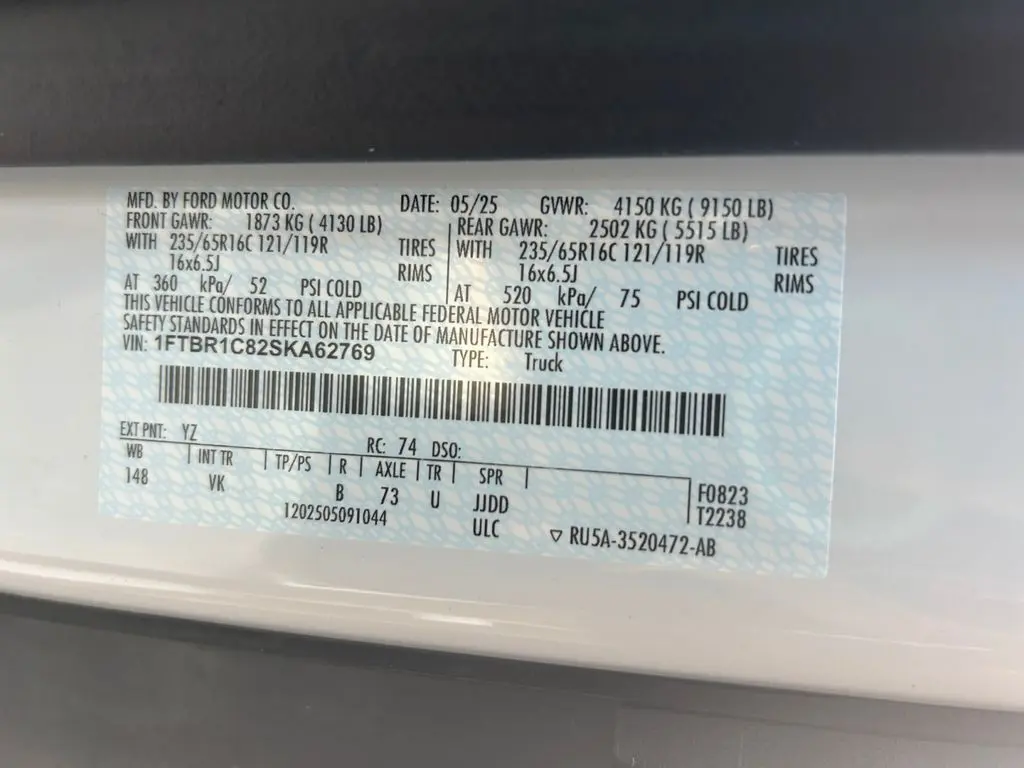 MFD. BY FORD MOTOR CO. DATE: 05/25 GVWR: 4150 KG ( 9150 LB)
FRONT GAWR: 1873 KG ( 4130 LB) REAR GAWR: 2502 KG ( 5515 LB)
WITH 235/65R16C 121/119R TIRES WITH 235/65R16C 121/119R TIRES
16x6.5J RIMS 16x6.5J RIMS
AT 360 kPa/ 52 PSI COLD AT 520 kPa/ 75 PSI COLD
THIS VEHICLE CONFORMS TO ALL APPLICABLE FEDERAL MOTOR VEHICLE
SAFETY STANDARDS IN EFFECT ON THE DATE OF MANUFACTURE SHOWN ABOVE.
VIN: 1FTBR1C82SKA62769 TYPE: Truck
EXT PNT: YZ RC: 74 DSO:
WB INT TR TP/PS R AXLE TR SPR
148 VK B 73 U JJDD F0823
1202505091044 ULC T2238
▽ RU5A-3520472-AB